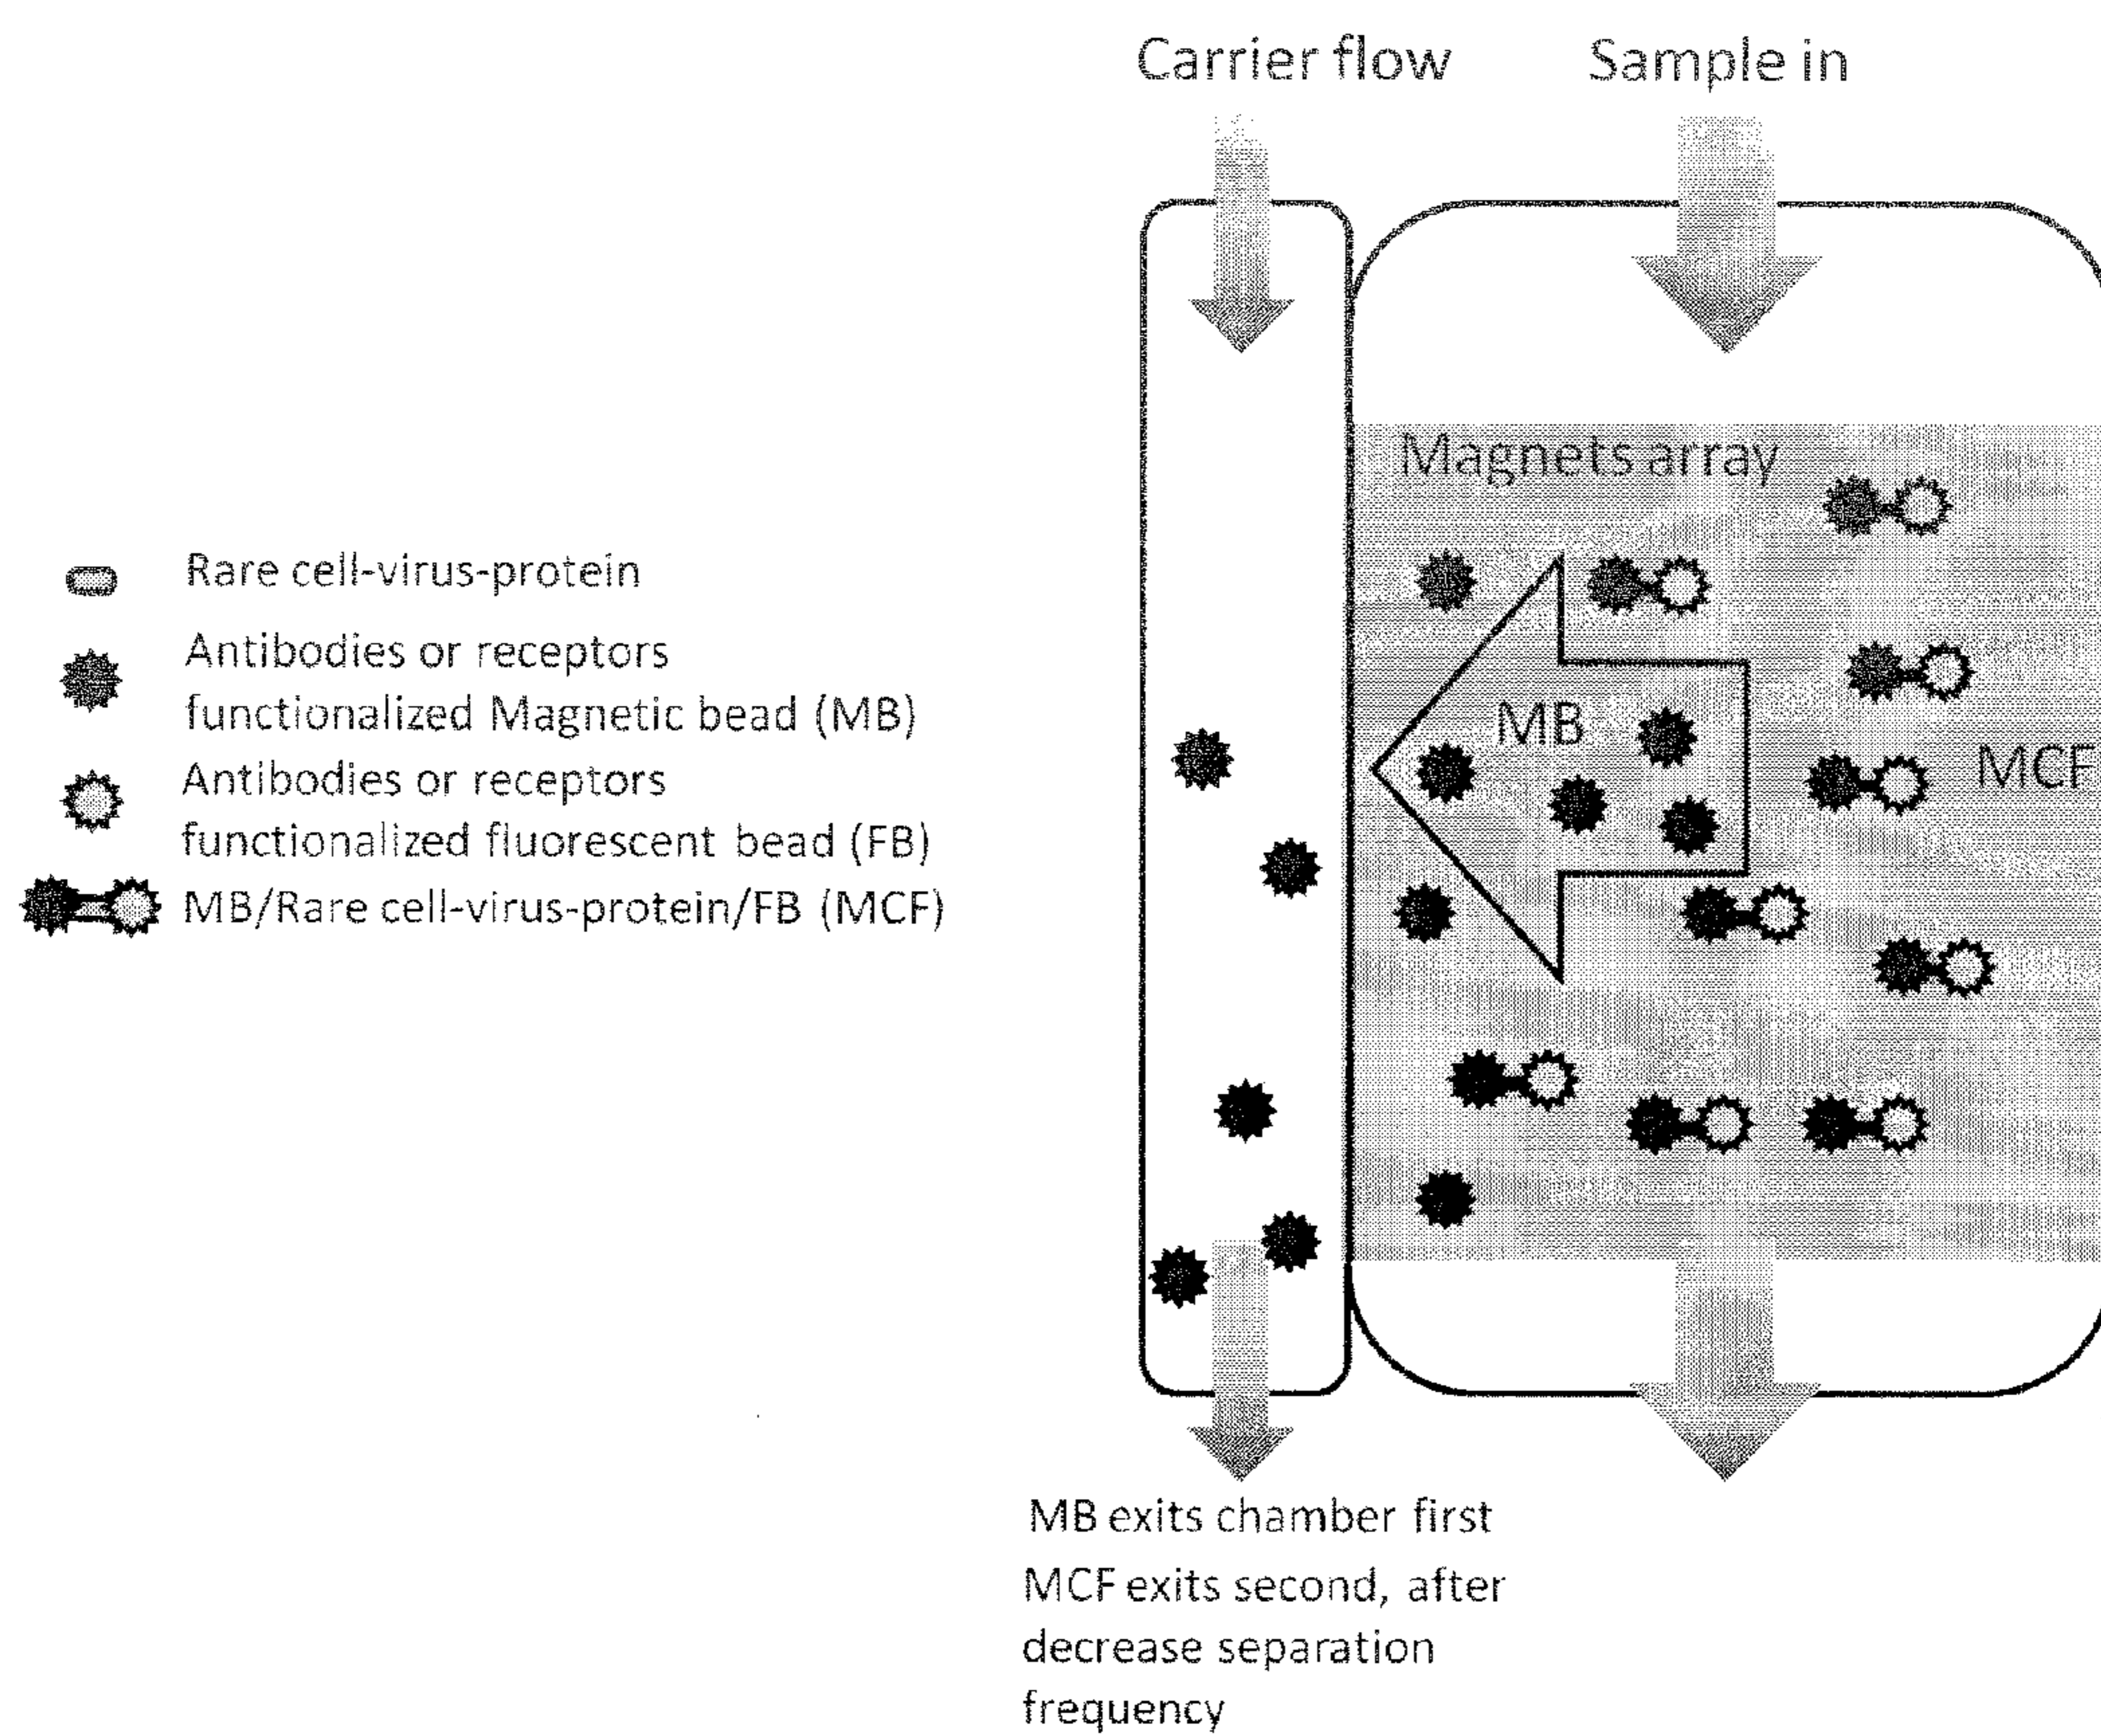 Carrier flow
Sample in
Magnets array
Rare cell-virus-protein
Antibodies or receptors
functionalized Magnetic bead (MB)
Antibodies or receptors
functionalized fluorescent bead (FB)
MB/Rare cell-virus-protein/FB (MCF)
MB
MCF
MB exits chamber first
MCF exits second, after
decrease separation
frequency